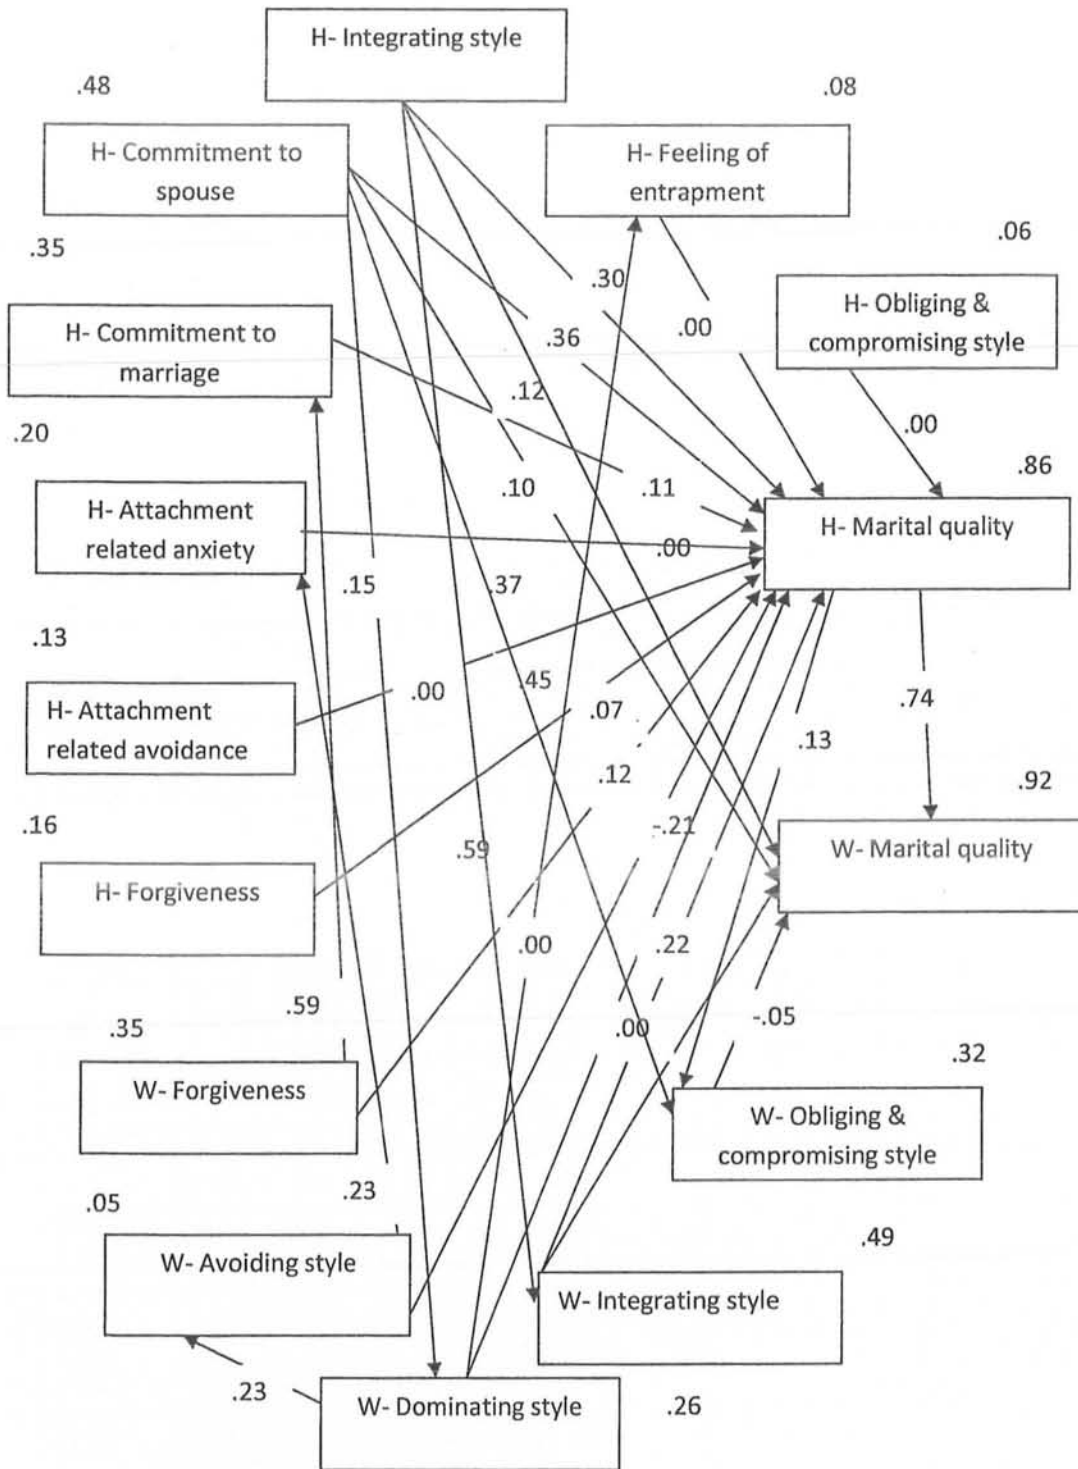 H- Integrating style
.48
.08
H- Commitment to
spouse
H- Feeling of
entrapment
.35
.06
H- Commitment to
marriage
.30
.00
H- Obliging &
compromising style
.36
.12
.20
.00
.86
H- Attachment
related anxiety
.10
.11
H- Marital quality
.00
.15
.37
.13
H- Attachment
related avoidance
.00
.45
.07
.74
.13
.12
.92
.16
-.21
W- Marital quality
.59
H- Forgiveness
.00
.22
.59
.35
.00
-.05
.32
W- Forgiveness
W- Obliging &
compromising style
.05
.23
.49
W- Avoiding style
W- Integrating style
.23
W- Dominating style
.26